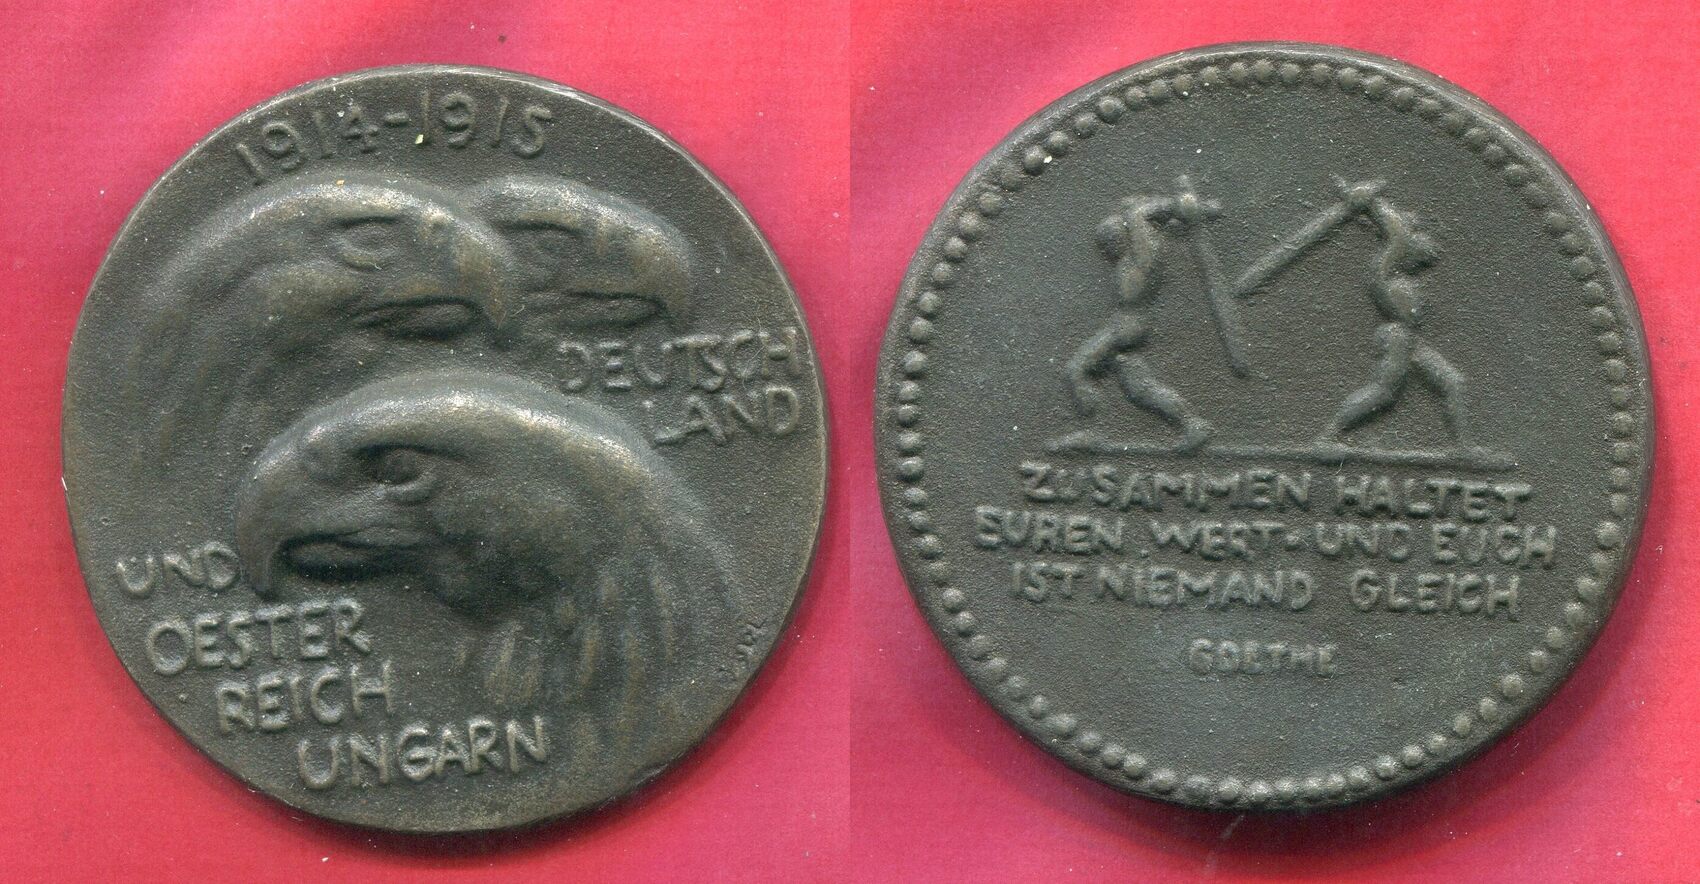 1914-1915
DEUTSCH
LAND
UND
OESTER
REICH
UNGARN
ZUSAMMEN HALTET
EUREN WERT-UND EUCH
IST NIEMAND GLEICH
GOETHE